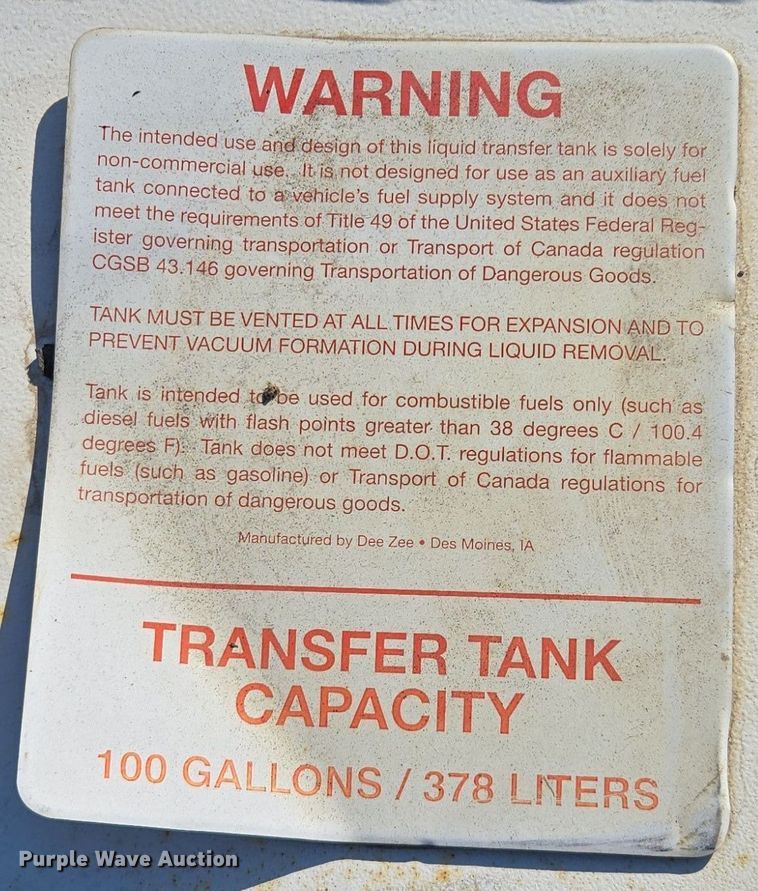 WARNING
The intended use and design of this liquid transfer tank is solely for
non-commercial use. It is not designed for use as an auxiliary fuel
tank connected to a vehicle's fuel supply system and it does not
meet the requirements of Title 49 of the United States Federal Reg-
ister governing transportation or Transport of Canada regulation
CGSB 43.146 governing Transportation of Dangerous Goods.
TANK MUST BE VENTED AT ALL TIMES FOR EXPANSION AND TO
PREVENT VACUUM FORMATION DURING LIQUID REMOVAL.
Tank is intended to be used for combustible fuels only (such as
diesel fuels with flash points greater than 38 degrees C / 100.4
degrees F). Tank does not meet D.O.T. regulations for flammable
fuels (such as gasoline) or Transport of Canada regulations for
transportation of dangerous goods.
Manufactured by Dee Zee • Des Moines, IA
TRANSFER TANK
CAPACITY
100 GALLONS / 378 LITERS
Purple Wave Auction